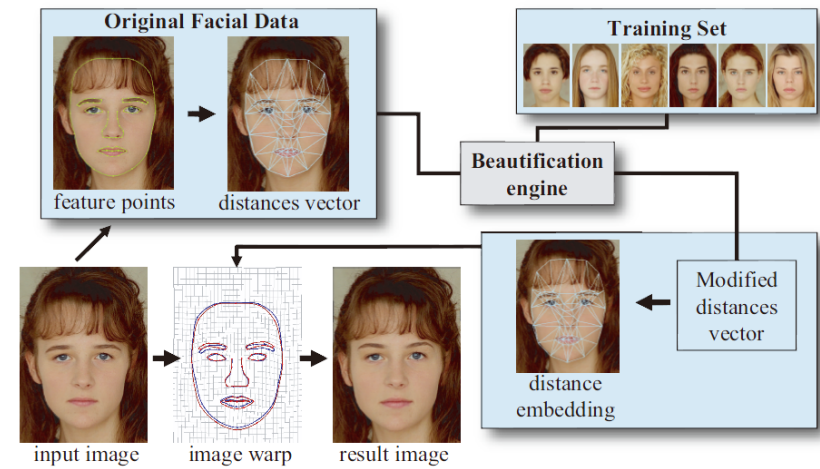 Original Facial Data
feature points
distances vector
Training Set
Beautification
engine
Modified
distances
vector
distance
embedding
input image
image warp
result image